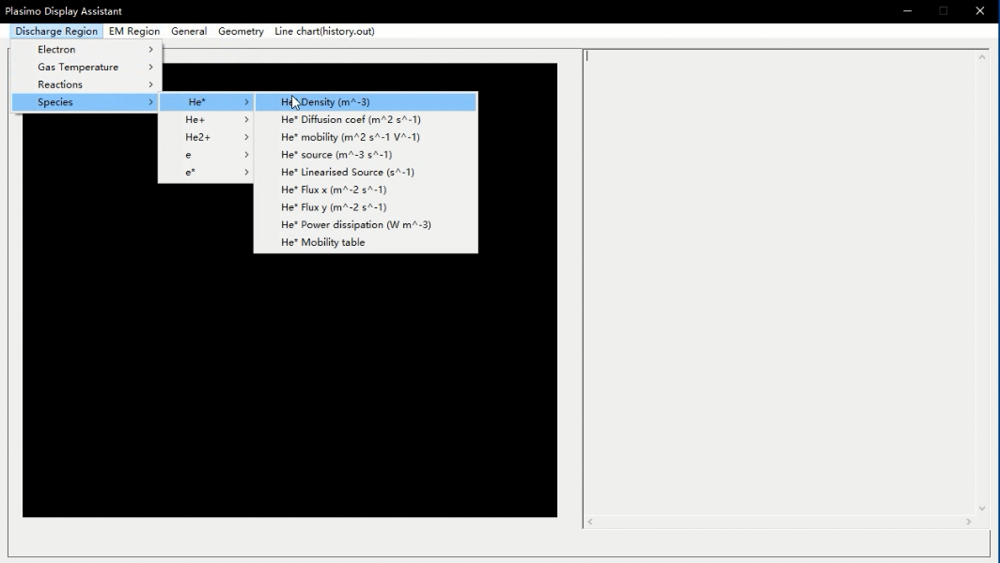 Plasimo Display Assistant
Discharge Region EM Region General Geometry Line chart(history.out)
Electron
Gas Temperature
Reactions
Species
He*
He+
He2+
e
e*
He* Density (m^-3)
He* Diffusion coef (m^2 s^-1)
He* mobility (m^2 s^-1 V^-1)
He* source (m^-3 s^-1)
He* Linearised Source (s^-1)
He* Flux x (m^-2 s^-1)
He* Flux y (m^-2 s^-1)
He* Power dissipation (W m^-3)
He* Mobility table